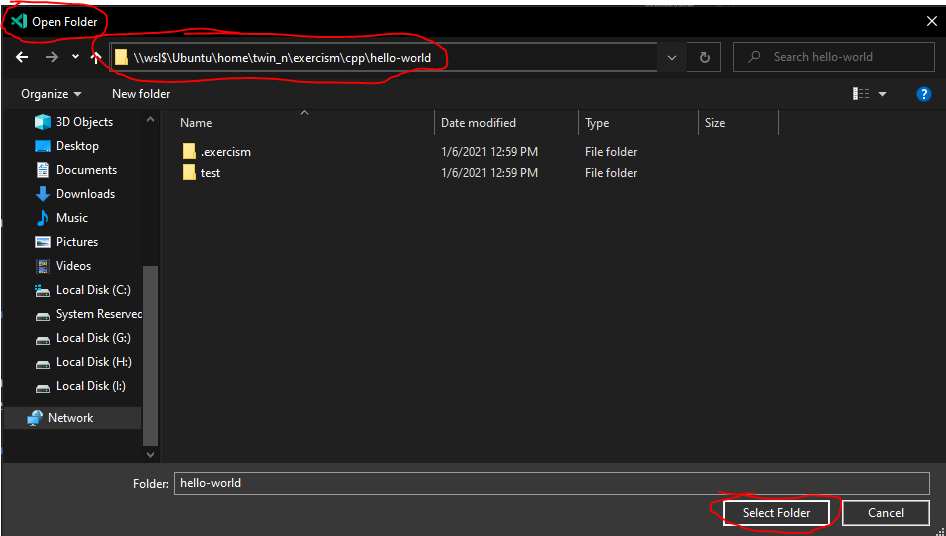 Open Folder
\\wsl$\Ubuntu\home\twin_n\exercism\cpp\hello-world
Search hello-world
Organize
New folder
Name
Date modified
Type
Size
3D Objects
Desktop
Documents
Downloads
Music
Pictures
Videos
Local Disk (C:)
System Reserved
Local Disk (G:)
Local Disk (H:)
Local Disk (I:)
Network
.exercism
1/6/2021 12:59 PM
File folder
test
1/6/2021 12:59 PM
File folder
Folder:
hello-world
Select Folder
Cancel